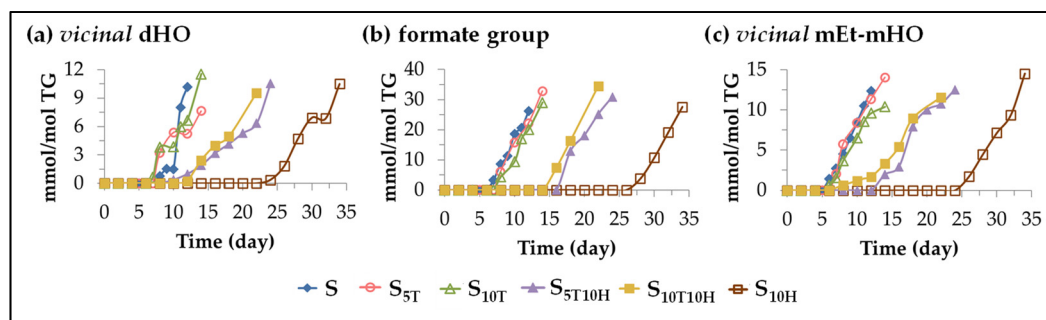 (a) vicinal dHO
mmol/mol TG
12
9
6
3
0
0 5 10 15 20 25 30 35
Time (day)
(b) formate group
mmol/mol TG
40
30
20
10
0
0 5 10 15 20 25 30 35
Time (day)
(c) vicinal mEt-mHO
mmol/mol TG
15
10
5
0
0 5 10 15 20 25 30 35
Time (day)
S S5T S10T S5T10H S10T10H S10H